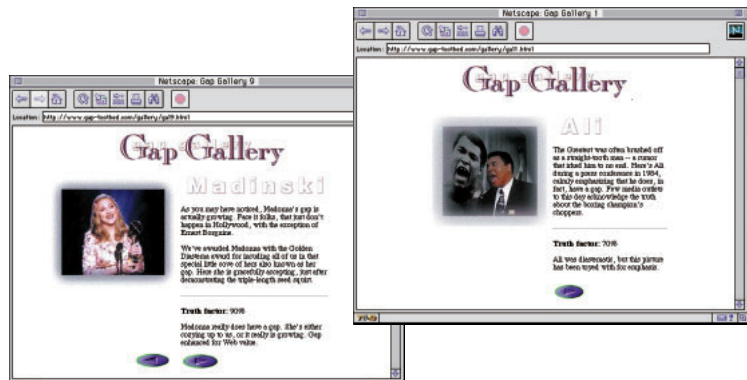 Netscape: Gap Gallery 1
Location: http://www.gap-toothed.com/gallery/gal1.html
Gap Gallery
Ali
The Greatest was often brushed off
as a straight-tooth man -- a rumor
that irked him to no end. Here's Ali
during a press conference in 1984,
calmly emphasizing that he does, in
fact, have a gap. Few media outlets
to this day acknowledge the truth
about the boxing champion's
choppers.
Truth factor: 70%
Ali was diastematic, but this picture
has been toyed with for emphasis.
Netscape: Gap Gallery 9
Location: http://www.gap-toothed.com/gallery/gal9.html
Gap Gallery
Madinski
As you may have noticed, Madonna's gap is
actually growing. Face it folks, that just don't
happen in Hollywood, with the exception of
Ernest Borgnine.
We've awarded Madonna with the Golden
Diastema award for including all of us in that
special little cove of hers also known as her
gap. Here she is gracefully accepting, just after
demonstrating the triple-length seed squirt.
Truth factor: 90%
Madonna really does have a gap. She's either
copying up to us, or it really is growing. Gap
enhanced for Web value.